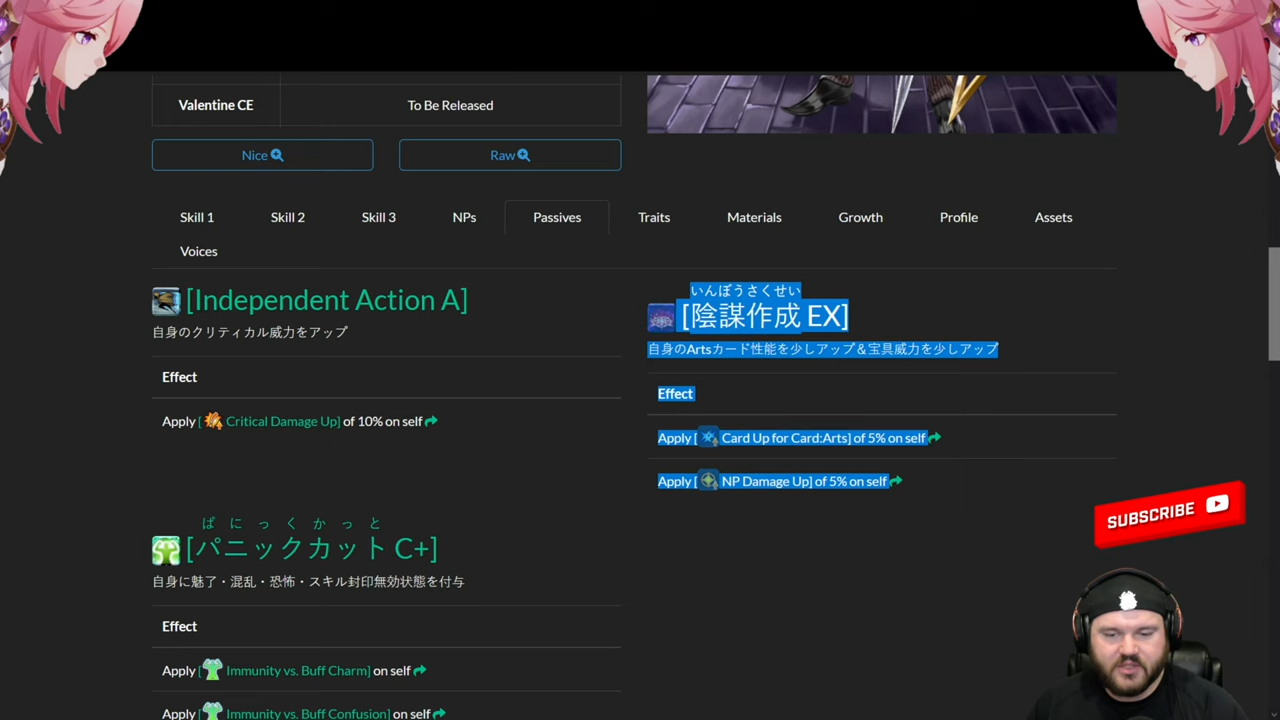 Valentine CE
To Be Released
Nice
Raw
Skill 1
Skill 2
Skill 3
NPs
Passives
Traits
Materials
Growth
Profile
Assets
Voices
[Independent Action A]
自身のクリティカル威力をアップ
Effect
Apply [Critical Damage Up] of 10% on self
いんぼうさくせい
[陰謀作成 EX]
自身のArtsカード性能を少しアップ＆宝具威力を少しアップ
Effect
Apply [Card Up for Card:Arts] of 5% on self
Apply [NP Damage Up] of 5% on self
ぱにっくかっと
[パニックカット C+]
自身に魅了・混乱・恐怖・スキル封印無効状態を付与
Effect
Apply [Immunity vs. Buff Charm] on self
Apply [Immunity vs. Buff Confusion] on self
SUBSCRIBE